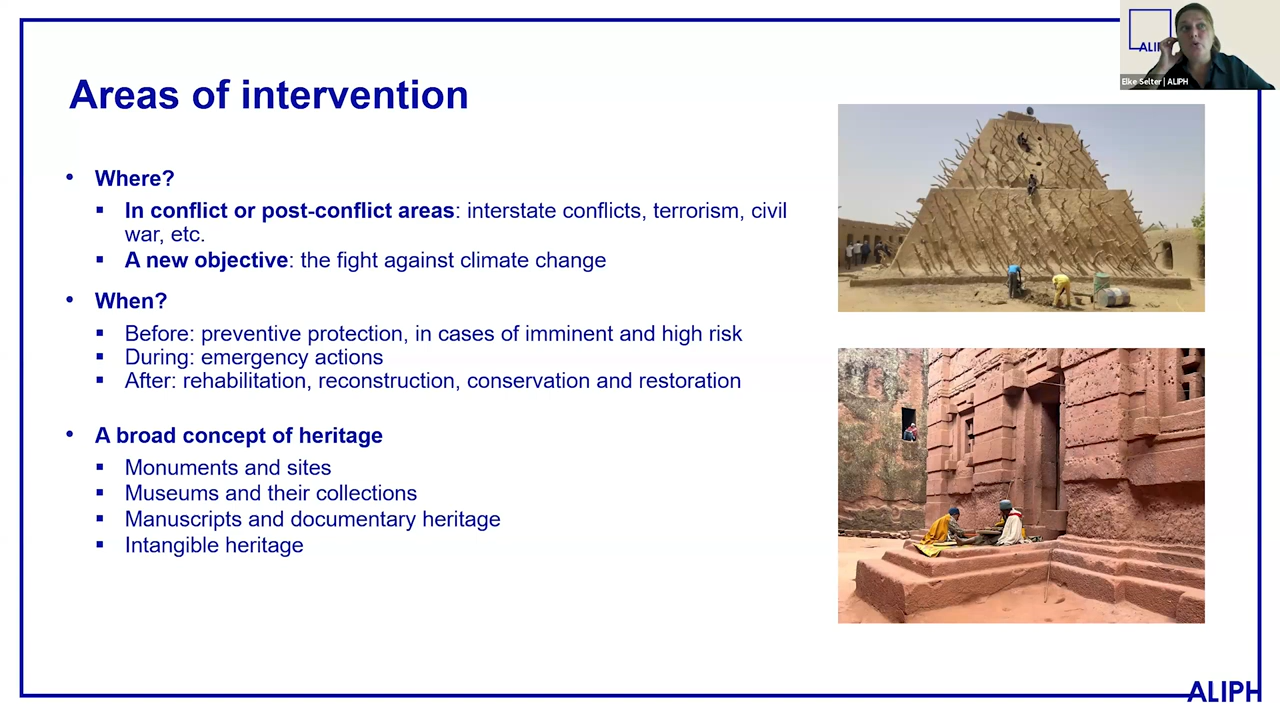 Areas of intervention
• Where?
▪ In conflict or post-conflict areas: interstate conflicts, terrorism, civil
war, etc.
▪ A new objective: the fight against climate change
• When?
▪ Before: preventive protection, in cases of imminent and high risk
▪ During: emergency actions
▪ After: rehabilitation, reconstruction, conservation and restoration
• A broad concept of heritage
▪ Monuments and sites
▪ Museums and their collections
▪ Manuscripts and documentary heritage
▪ Intangible heritage
ALIPH
Elke Selter | ALIPH